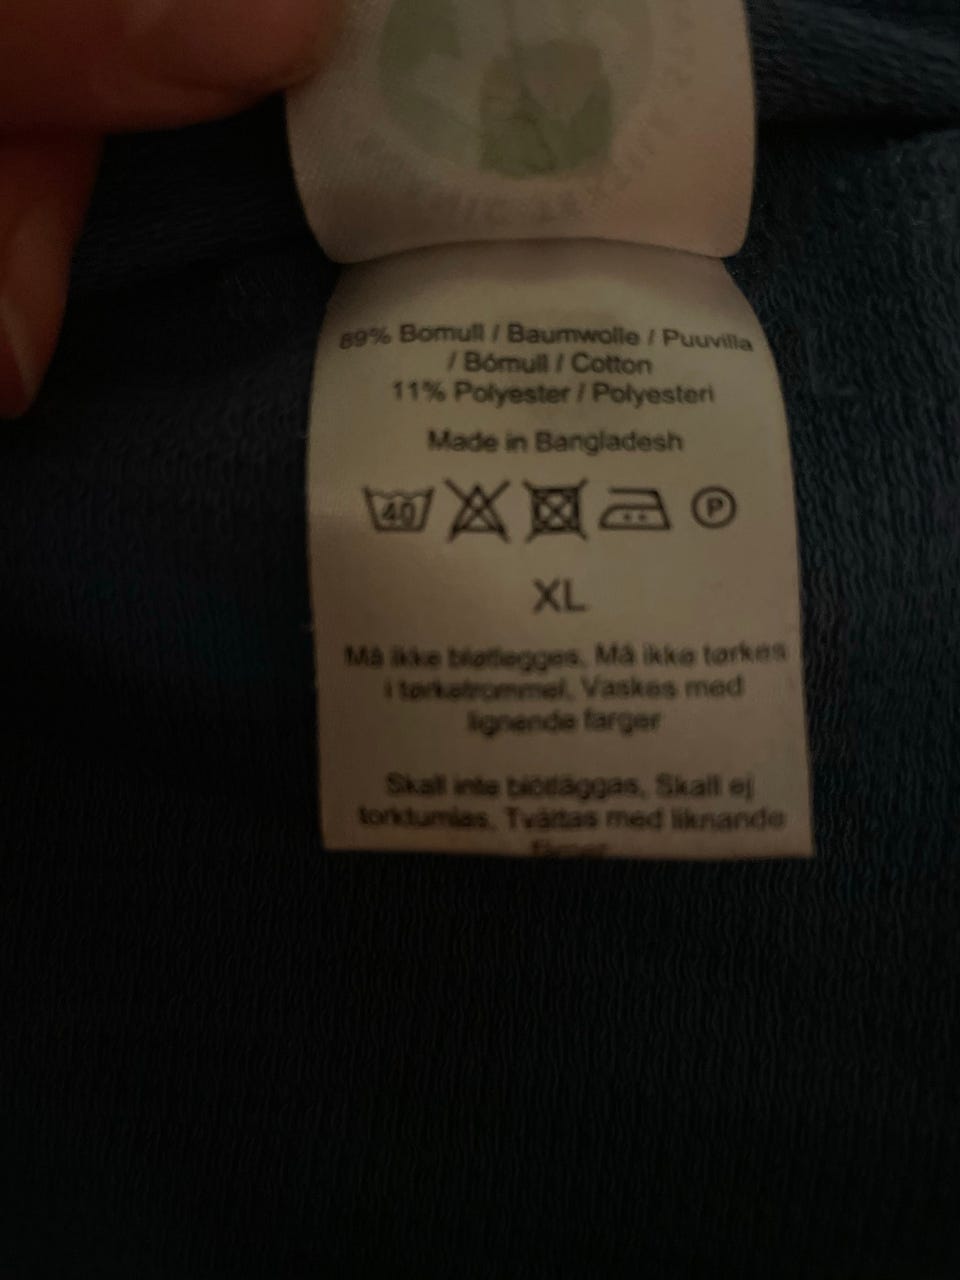 89% Bomull / Baumwolle / Puuvilla
/ Bómull / Cotton
11% Polyester / Polyesteri
Made in Bangladesh
40 P
XL
Må ikke bløtlegges. Må ikke tørkes
i tørketrommel. Vaskes med
lignende farger
Skall inte blötläggas, Skall ej
torktumlas. Tvättas med liknande